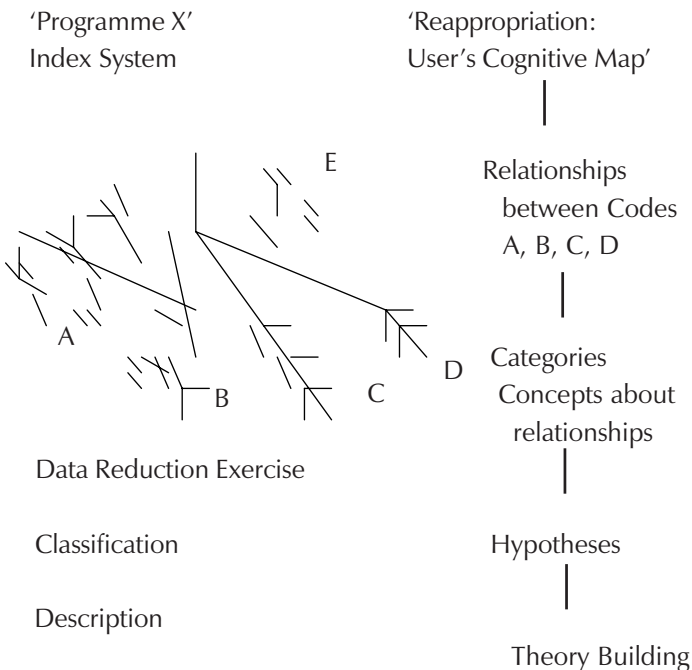 ‘Programme X’
Index System
‘Reappropriation:
User’s Cognitive Map’
E
Relationships
between Codes
A, B, C, D
A
B
C
D
Categories
Concepts about
relationships
Data Reduction Exercise
Classification
Hypotheses
Description
Theory Building